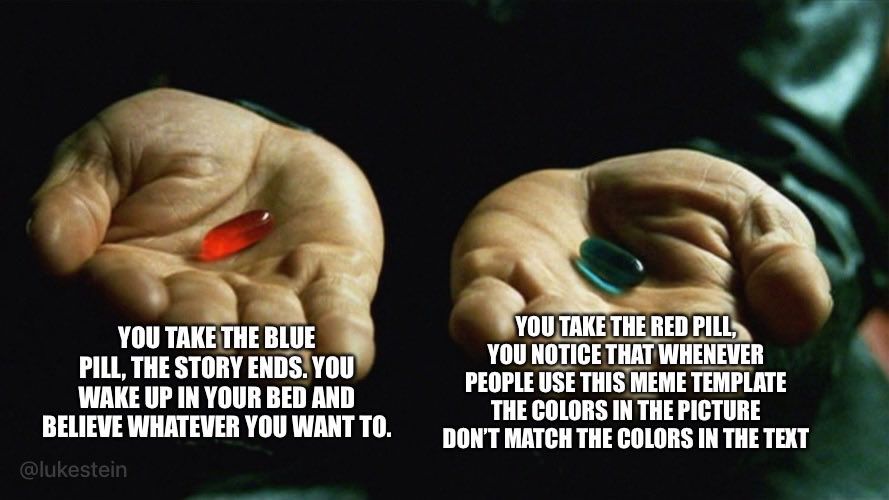 YOU TAKE THE BLUE
PILL, THE STORY ENDS. YOU
WAKE UP IN YOUR BED AND
BELIEVE WHATEVER YOU WANT TO.
YOU TAKE THE RED PILL,
YOU NOTICE THAT WHENEVER
PEOPLE USE THIS MEME TEMPLATE
THE COLORS IN THE PICTURE
DON'T MATCH THE COLORS IN THE TEXT
@lukestein